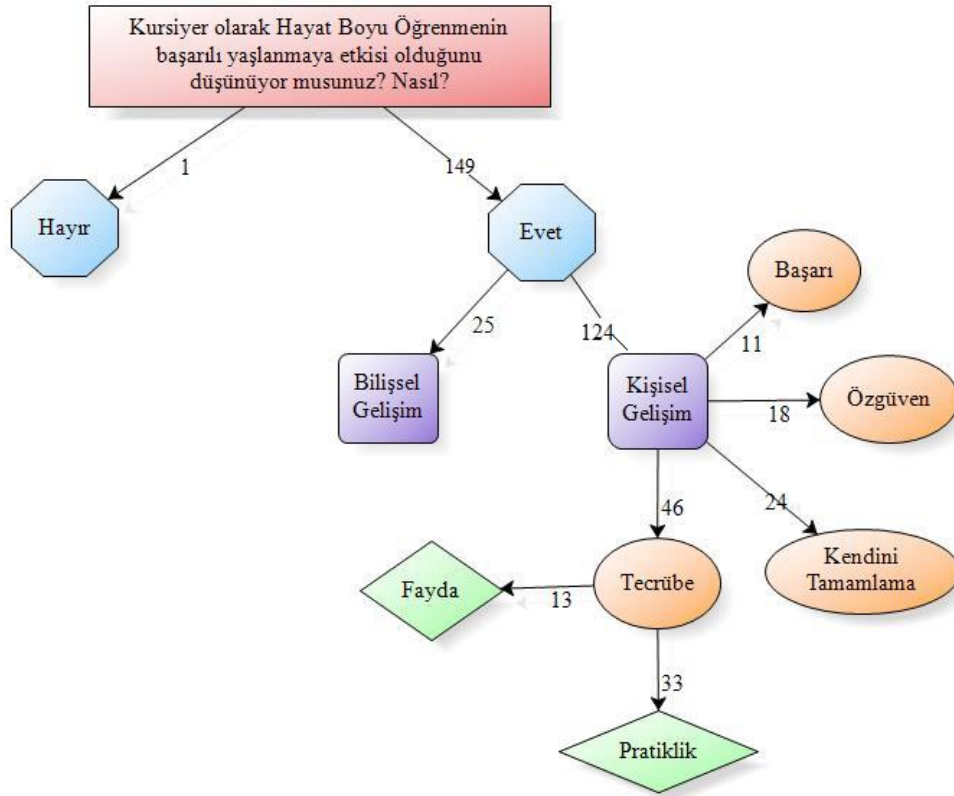 Kursiyer olarak Hayat Boyu Öğrenmenin
başarılı yaşlanmaya etkisi olduğunu
düşünüyor musunuz? Nasıl?
1
149
Hayır
Evet
Başarı
25
124
11
Bilişsel
Gelişim
Kişisel
Gelişim
18
Özgüven
46
24
Kendini
Tamamlama
Fayda
13
Tecrübe
33
Pratiklik